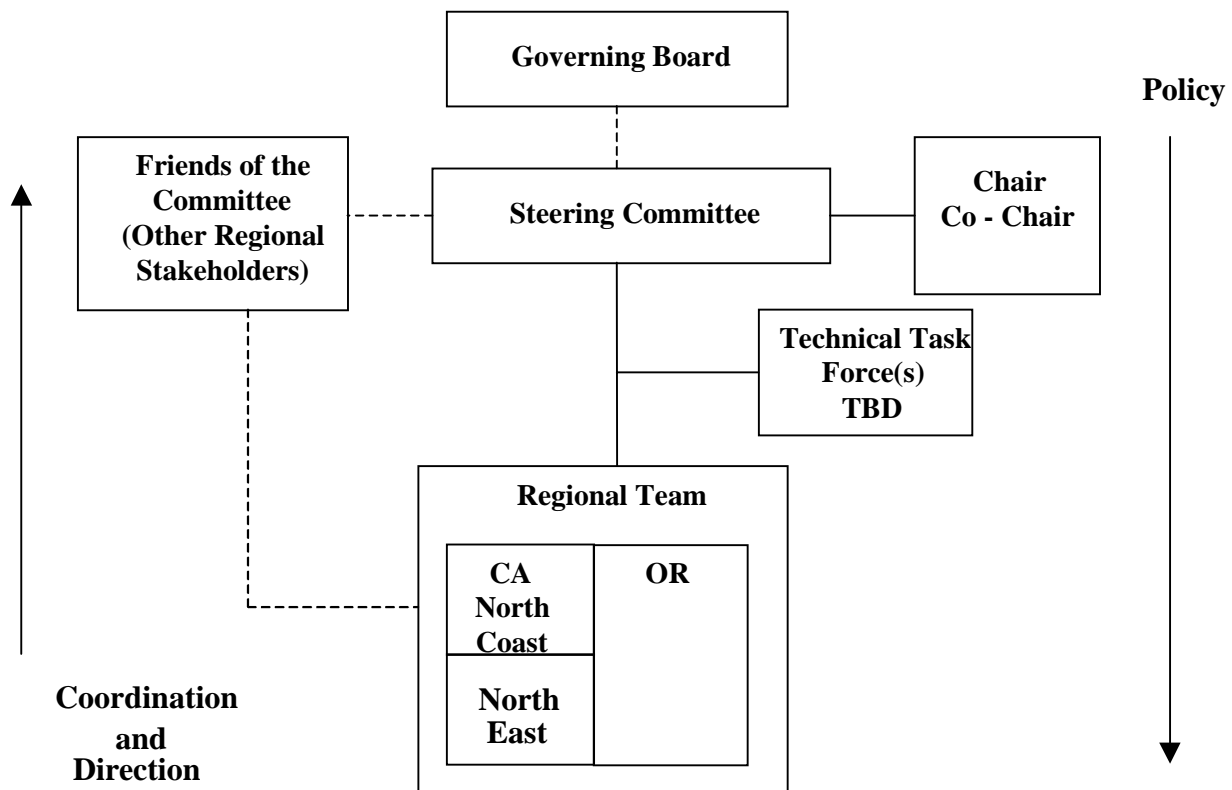 Governing Board
Policy
Friends of the
Committee
(Other Regional
Stakeholders)
Steering Committee
Chair
Co - Chair
Technical Task
Force(s)
TBD
Regional Team
CA
North
Coast
OR
North
East
Coordination
and
Direction